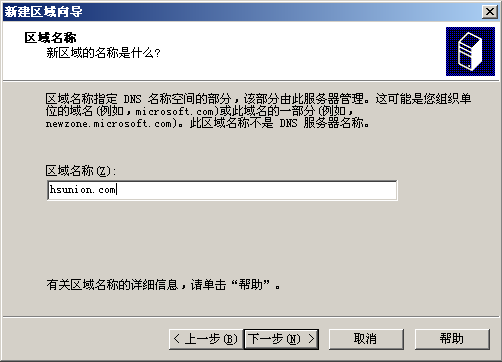 新建区域向导
区域名称
新区域的名称是什么?
区域名称指定 DNS 名称空间的部分，该部分由此服务器管理。这可能是您组织单
位的域名(例如，microsoft.com)或此域名的一部分(例如，
newzone.microsoft.com)。此区域名称不是 DNS 服务器名称。
区域名称(Z):
hsunion.com
有关区域名称的详细信息，请单击“帮助”。
< 上一步(B) 下一步(N) > 取消 帮助